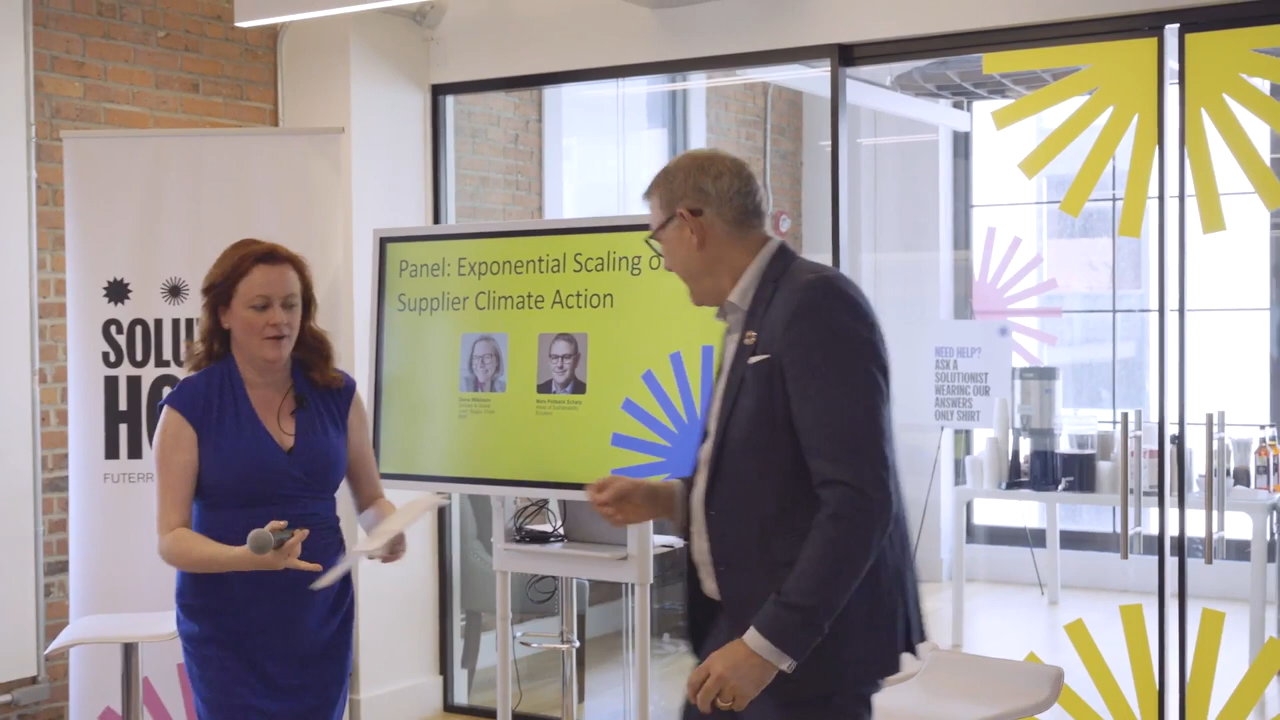 SOLU
HO
FUTERR
Panel: Exponential Scaling o
Supplier Climate Action
NEED HELP?
ASK A
SOLUTIONIST
WEARING OUR
ANSWERS
ONLY SHIRT